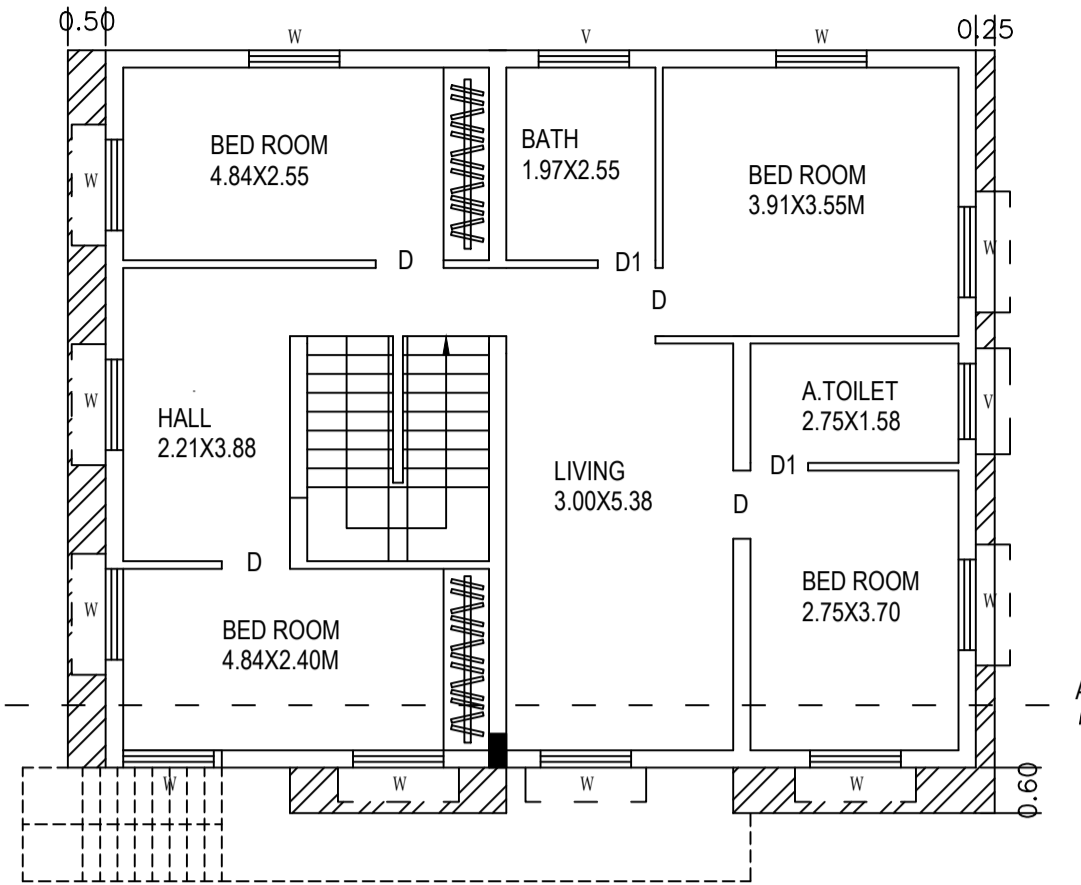 0.50
0.25
W
V
W
BED ROOM
4.84X2.55
BATH
1.97X2.55
BED ROOM
3.91X3.55M
W
W
D
D1
D
W
V
HALL
2.21X3.88
A.TOILET
2.75X1.58
LIVING
3.00X5.38
D1
D
D
W
W
BED ROOM
4.84X2.40M
BED ROOM
2.75X3.70
W
W
W
W
0.60